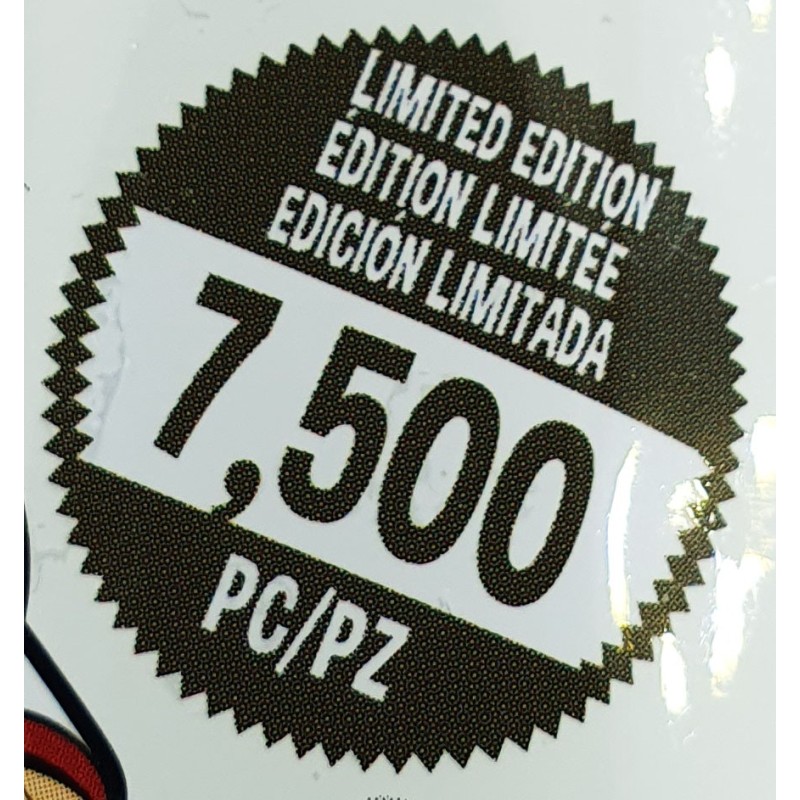 LIMITED EDITION
ÉDITION LIMITÉE
EDICIÓN LIMITADA
7,500
PC/PZ